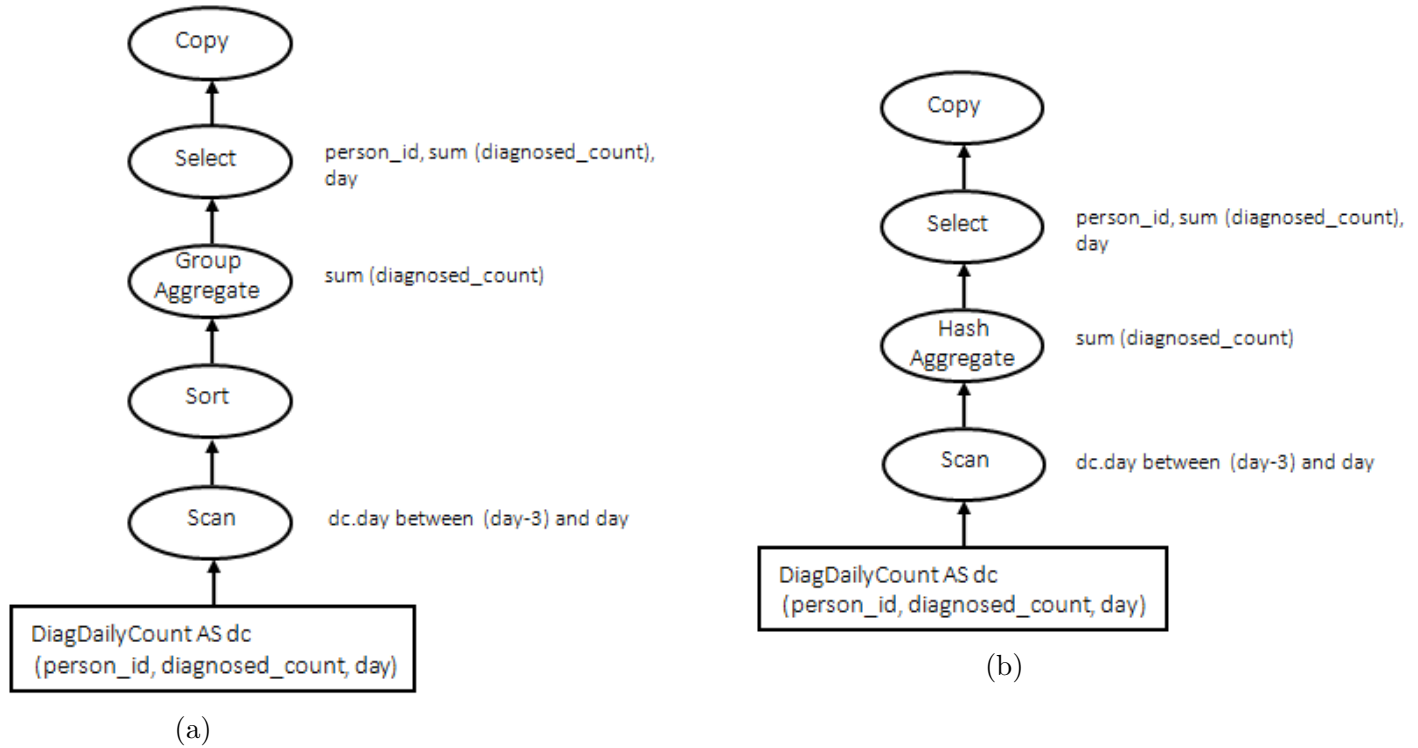 Copy
Select
person_id, sum (diagnosed_count),
day
Group
Aggregate
sum (diagnosed_count)
Sort
Scan
dc.day between (day-3) and day
DiagDailyCount AS dc
(person_id, diagnosed_count, day)
(a)
Copy
Select
person_id, sum (diagnosed_count),
day
Hash
Aggregate
sum (diagnosed_count)
Scan
dc.day between (day-3) and day
DiagDailyCount AS dc
(person_id, diagnosed_count, day)
(b)